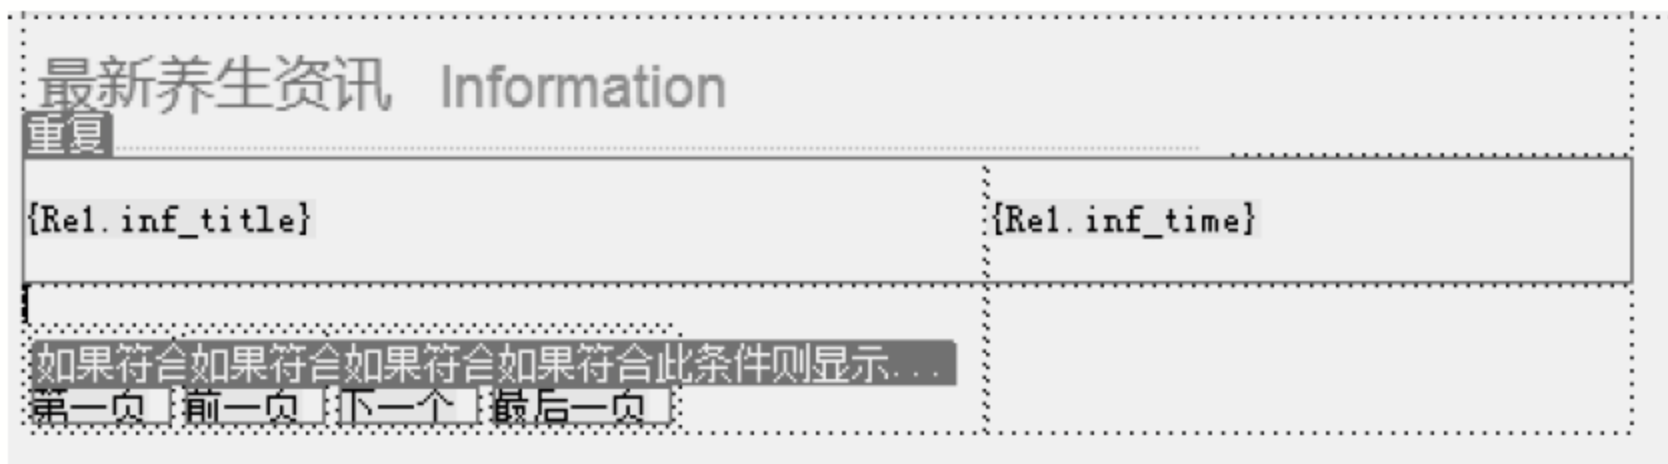 最新养生资讯 Information
重复
{Re1.inf_title} {Re1.inf_time}
如果符合如果符合如果符合如果符合此条件则显示...
第一页 前一页 下一个 最后一页